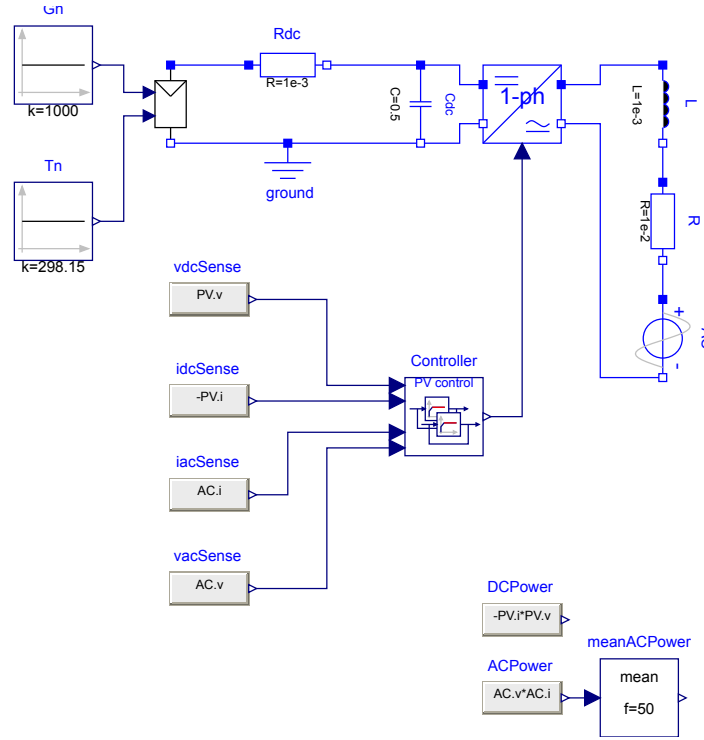 Gn
k=1000
Tn
k=298.15
Rdc
R=1e-3
C=0.5
Cdc
1-ph
L=1e-3
L
R=1e-2
R
+
-
ground
vdcSense
PV.v
idcSense
-PV.i
iacSense
AC.i
vacSense
AC.v
Controller
PV control
DCPower
-PV.i*PV.v
ACPower
AC.v*AC.i
meanACPower
mean
f=50